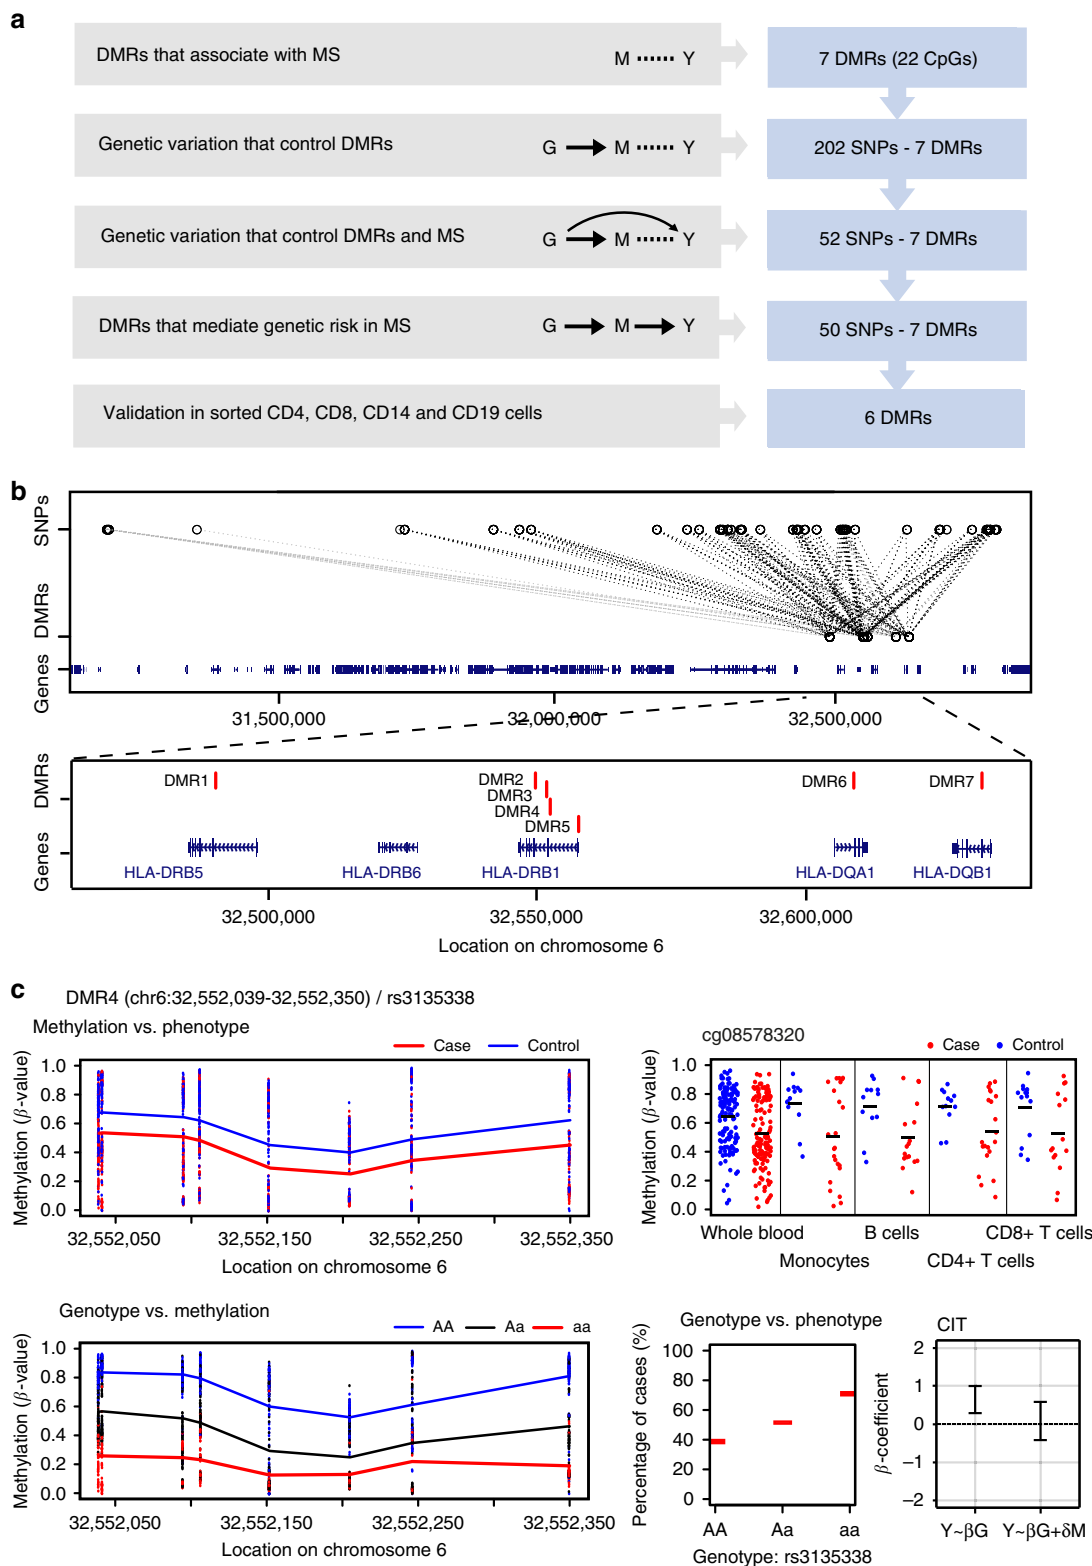 a
DMRs that associate with MS
M Y
7 DMRs (22 CpGs)
Genetic variation that control DMRs
G M Y
202 SNPs - 7 DMRs
Genetic variation that control DMRs and MS
G M Y
52 SNPs - 7 DMRs
DMRs that mediate genetic risk in MS
G M Y
50 SNPs - 7 DMRs
Validation in sorted CD4, CD8, CD14 and CD19 cells
6 DMRs
b
SNPs
DMRs
Genes
31,500,000 32,000,000 32,500,000
DMRs
Genes
DMR1 DMR2 DMR6 DMR7
DMR3
DMR4
DMR5
HLA-DRB5 HLA-DRB6 HLA-DRB1 HLA-DQA1 HLA-DQB1
32,500,000 32,550,000 32,600,000
Location on chromosome 6
c
DMR4 (chr6:32,552,039-32,552,350) / rs3135338
Methylation vs. phenotype
Case Control
Methylation (β-value)
1.0
0.8
0.6
0.4
0.2
0.0
32,552,050 32,552,150 32,552,250 32,552,350
Location on chromosome 6
cg08578320
Case Control
Methylation (β-value)
1.0
0.8
0.6
0.4
0.2
0.0
Whole blood B cells CD8+ T cells
Monocytes CD4+ T cells
Genotype vs. methylation
AA Aa aa
Methylation (β-value)
1.0
0.8
0.6
0.4
0.2
0.0
32,552,050 32,552,150 32,552,250 32,552,350
Location on chromosome 6
Genotype vs. phenotype
Percentage of cases (%)
100
80
60
40
20
0
AA Aa aa
Genotype: rs3135338
CIT
β-coefficient
2
1
0
−1
−2
Y~βG Y~βG+δM